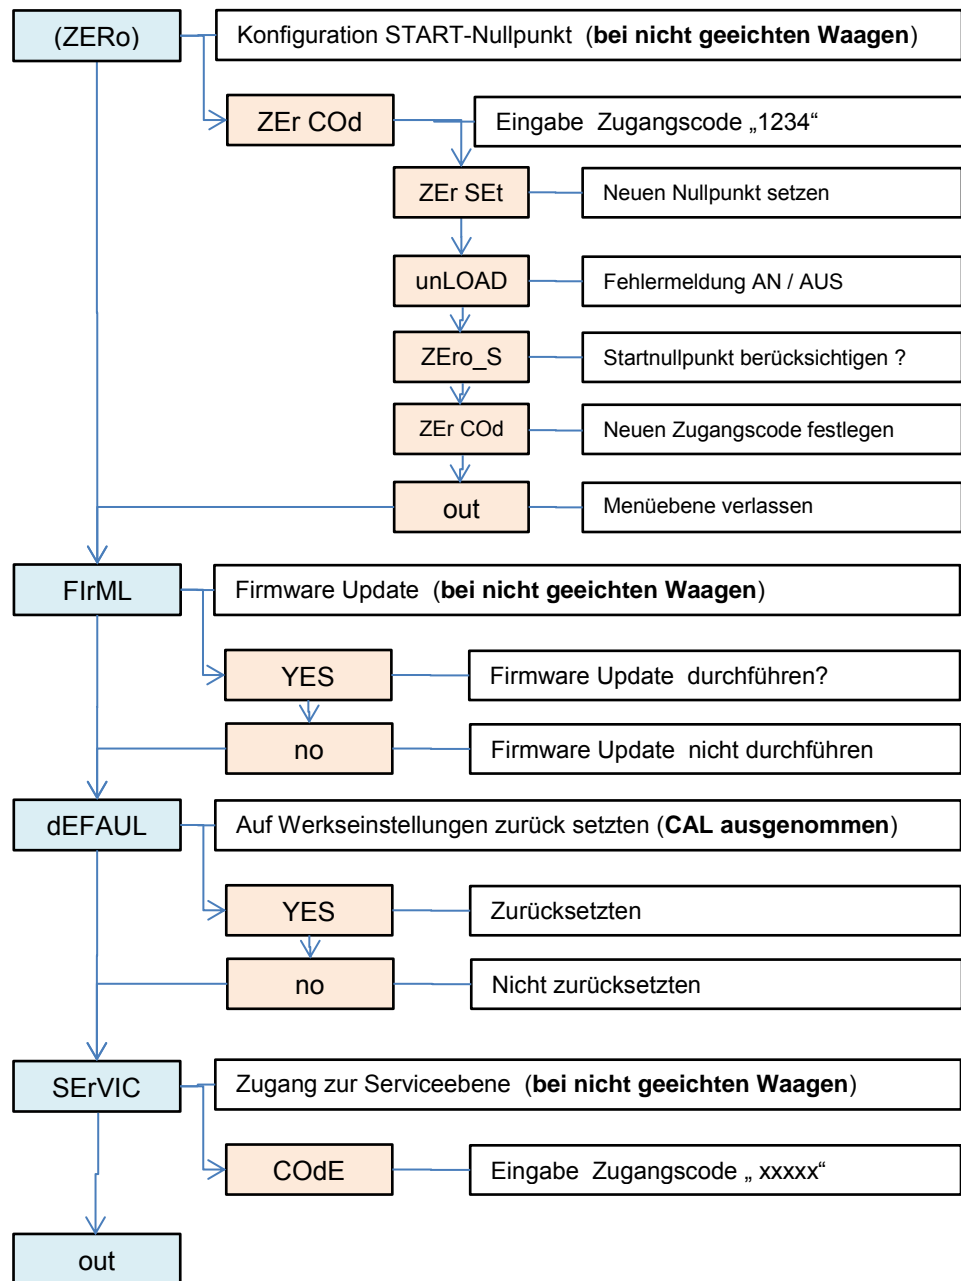 (ZERo)
Konfiguration START-Nullpunkt (bei nicht geeichten Waagen)
ZEr COd
Eingabe Zugangscode „1234“
ZEr SEt
Neuen Nullpunkt setzen
unLOAD
Fehlermeldung AN / AUS
ZEro_S
Startnullpunkt berücksichtigen ?
ZEr COd
Neuen Zugangscode festlegen
out
Menüebene verlassen
FIrML
Firmware Update (bei nicht geeichten Waagen)
YES
Firmware Update durchführen?
no
Firmware Update nicht durchführen
dEFAUL
Auf Werkseinstellungen zurück setzten (CAL ausgenommen)
YES
Zurücksetzten
no
Nicht zurücksetzten
SErVIC
Zugang zur Serviceebene (bei nicht geeichten Waagen)
COdE
Eingabe Zugangscode „ xxxxx“
out